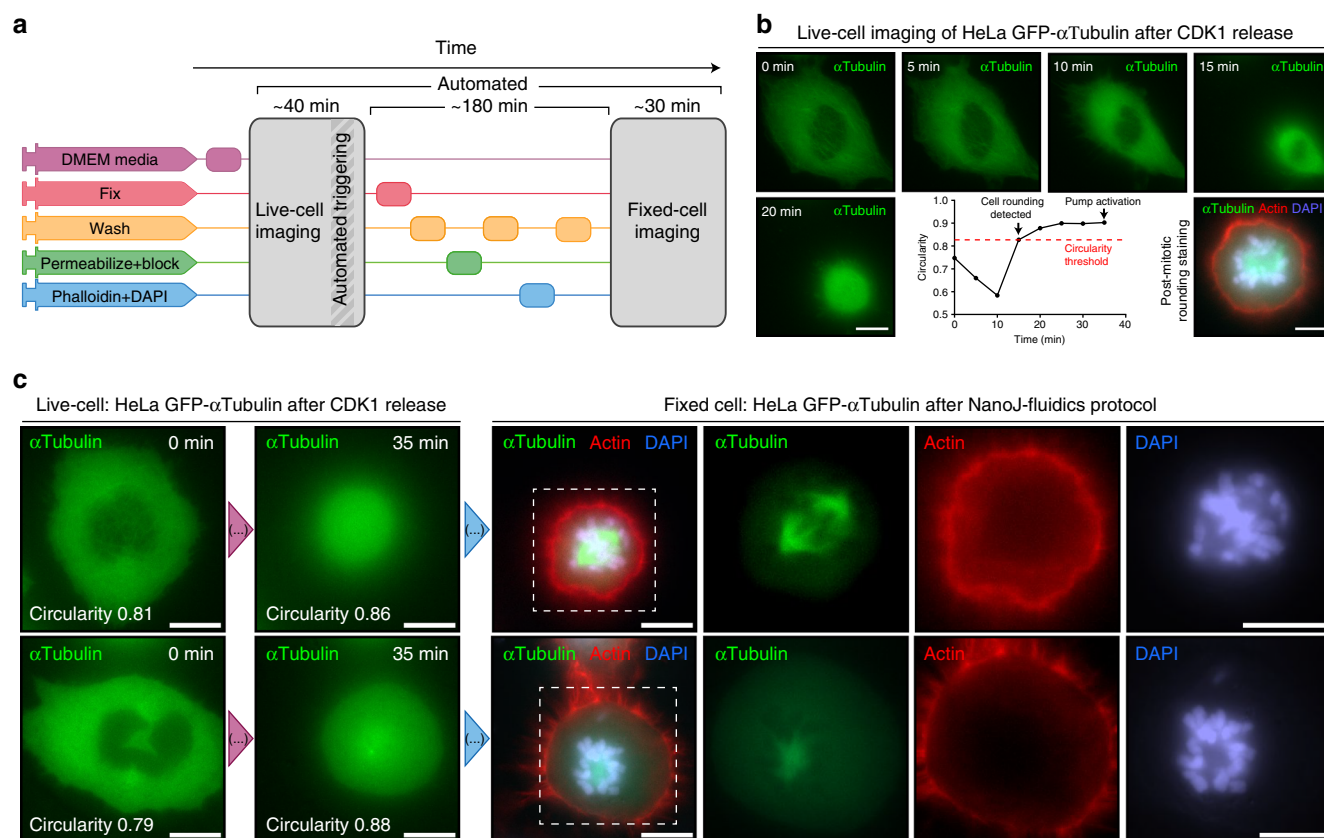 a
Time
Automated
~40 min
~180 min
~30 min
DMEM media
Fix
Wash
Permeabilize+block
Phalloidin+DAPI
Live-cell
imaging
Automated triggering
Fixed-cell
imaging
b
Live-cell imaging of HeLa GFP-αTubulin after CDK1 release
0 min
αTubulin
5 min
αTubulin
10 min
αTubulin
15 min
αTubulin
20 min
αTubulin
Cell rounding
detected
Pump activation
Circularity
threshold
Circularity
1.0
0.9
0.8
0.7
0.6
0.5
0
10
20
30
40
Time (min)
Post-mitotic
rounding staining
αTubulin Actin DAPI
c
Live-cell: HeLa GFP-αTubulin after CDK1 release
Fixed cell: HeLa GFP-αTubulin after NanoJ-fluidics protocol
αTubulin
0 min
Circularity 0.81
(...)
αTubulin
35 min
Circularity 0.86
(...)
αTubulin Actin DAPI
αTubulin
Actin
DAPI
αTubulin
0 min
Circularity 0.79
(...)
αTubulin
35 min
Circularity 0.88
(...)
αTubulin Actin DAPI
αTubulin
Actin
DAPI